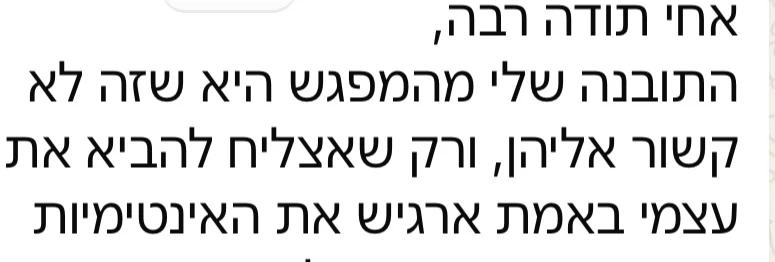 אחי תודה רבה,
התובנה שלי מהמפגש היא שזה לא
קשור אליהן, ורק שאצליח להביא את
עצמי באמת ארגיש את האינטימיות